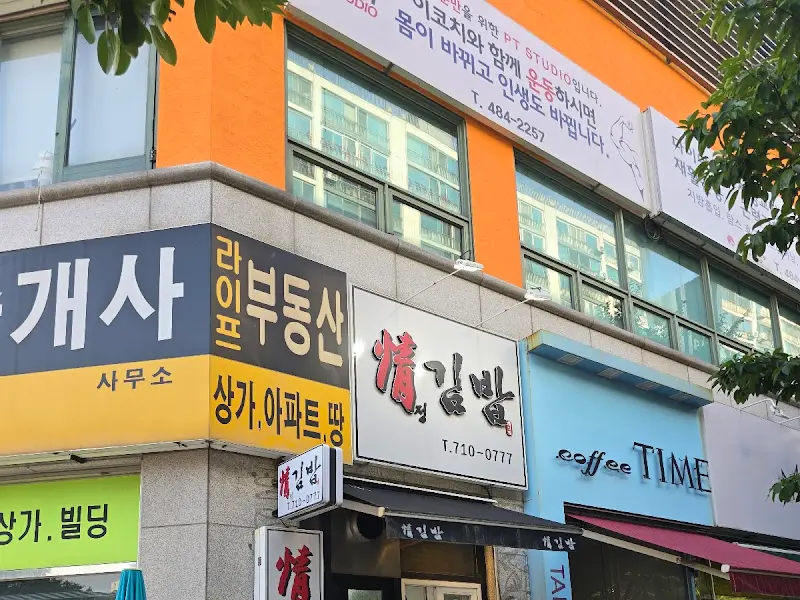 STUDIO
위한 PT STUDIO입니다.
코치와 함께 운동하시면
몸이 바뀌고 인생도 바뀝니다.
T. 484-2257
개사
사무소
라이프
부동산
상가.아파트.땅
상가.빌딩
情정김밥
T.710-0777
情김밥
T.710-0777
情
김밥
情김밥
coffee TIME
TA